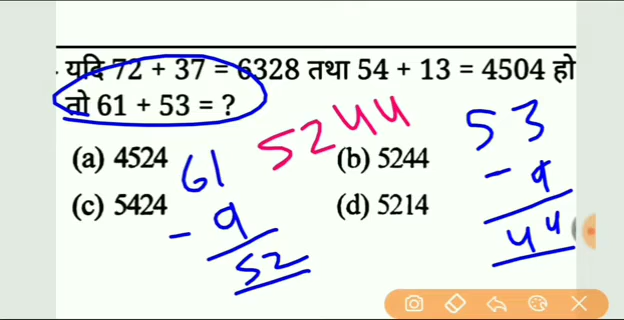 यदि 72 + 37 = 6328 तथा 54 + 13 = 4504 हो
तो 61 + 53 = ?
5244
(a) 4524
(b) 5244
(c) 5424
(d) 5214
61
- 9
52
53
- 9
44